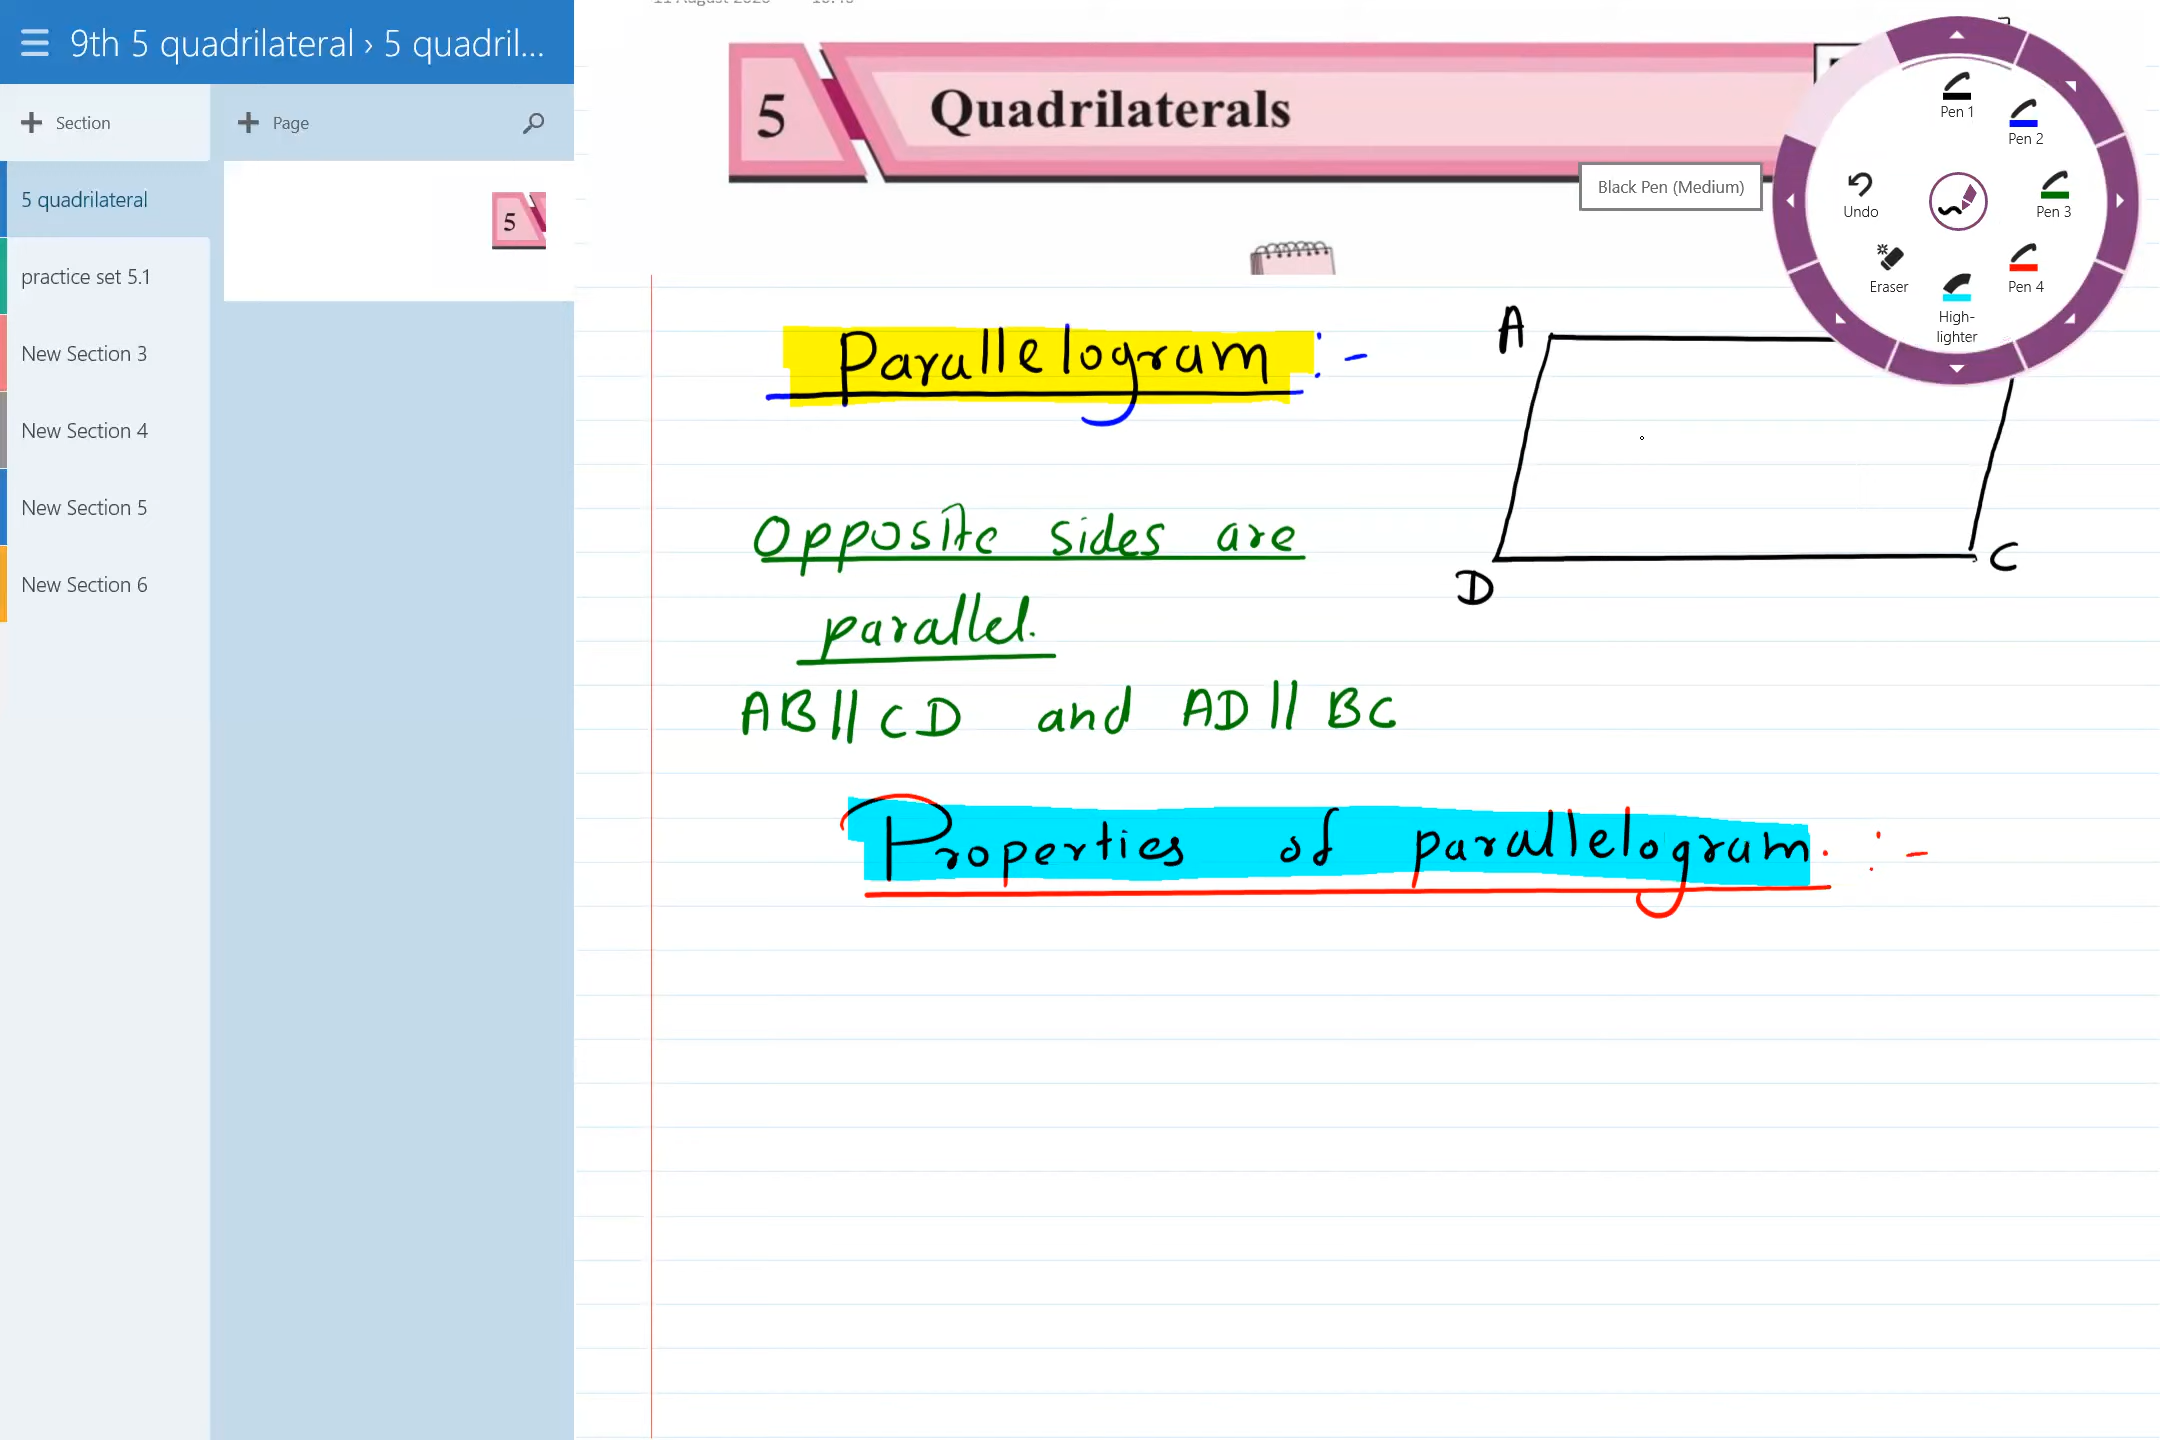 9th 5 quadrilateral › 5 quadril...
Section
Page
5 quadrilateral
practice set 5.1
New Section 3
New Section 4
New Section 5
New Section 6
5
5
Quadrilaterals
Black Pen (Medium)
Pen 1
Pen 2
Undo
Pen 3
Eraser
Pen 4
High-
lighter
Parallelogram :-
A
D
C
Opposite sides are
parallel.
AB || CD and AD || BC
Properties of parallelogram. :-